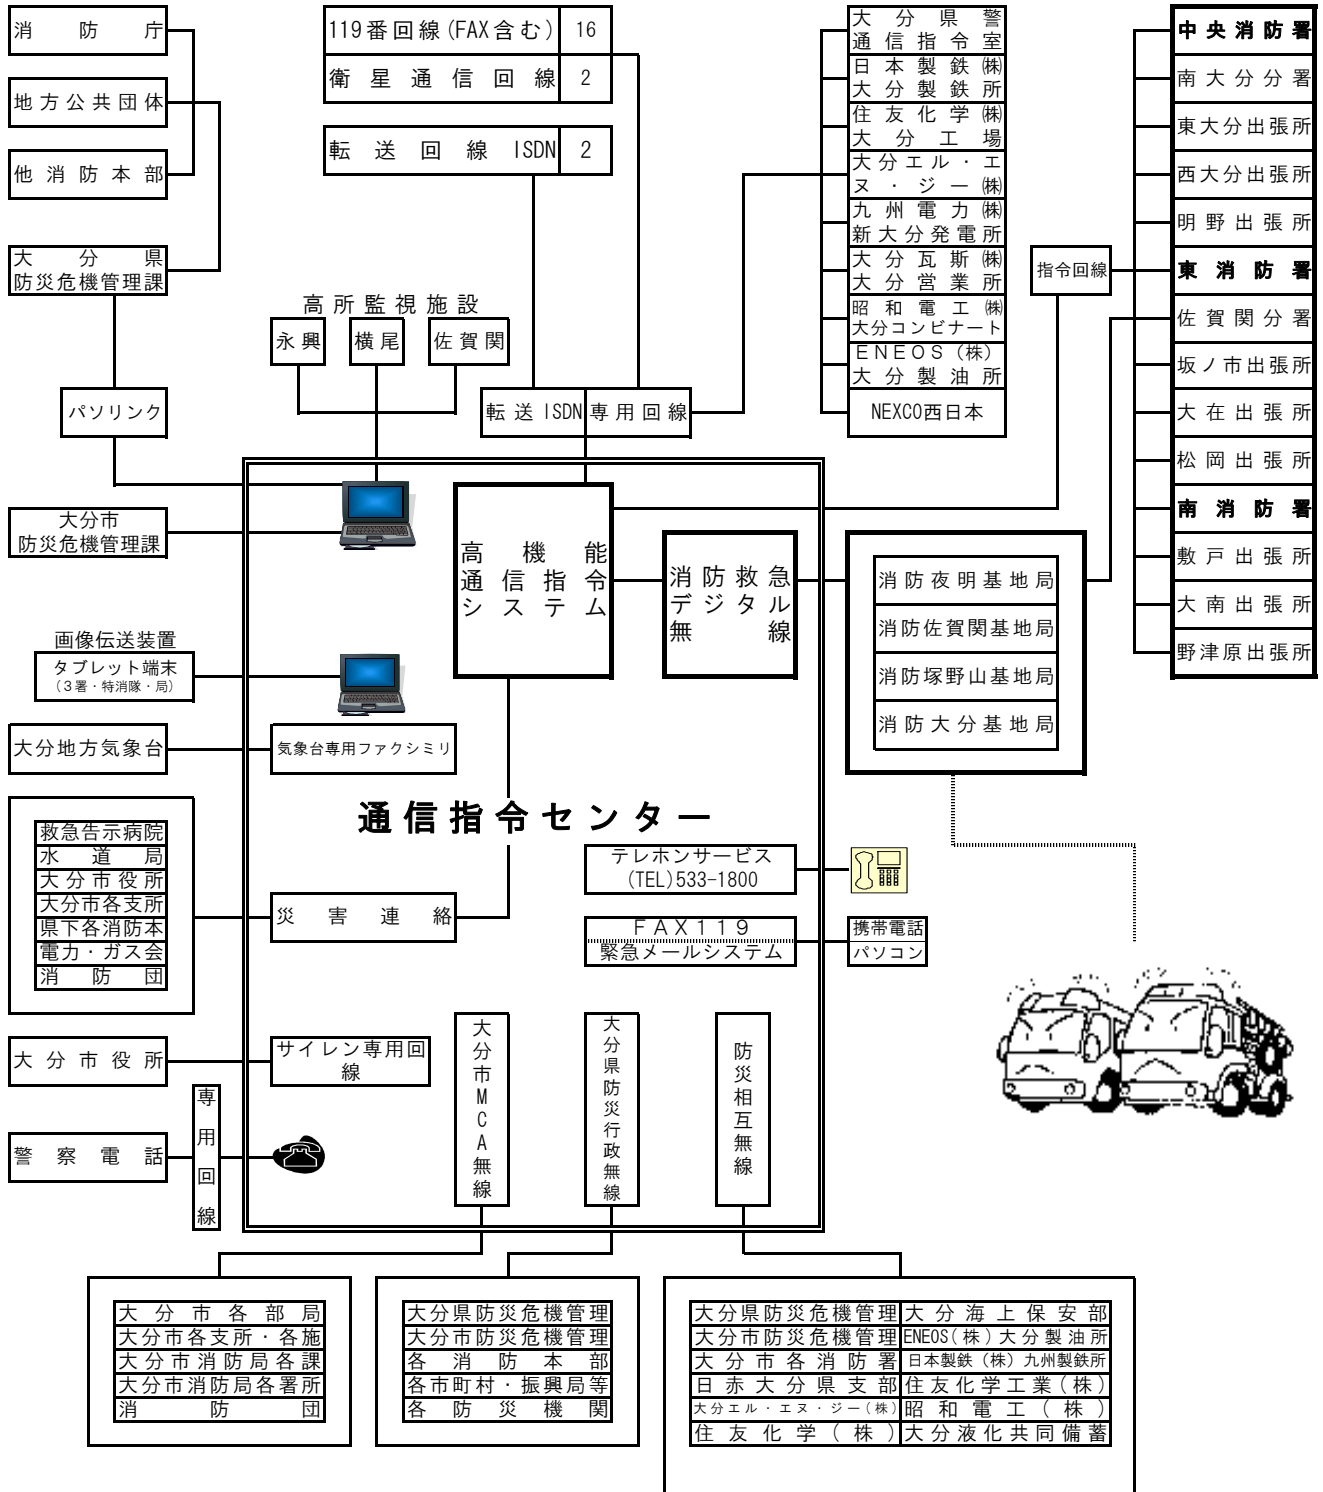 消防庁
地方公共団体
他消防本部
大分県
防災危機管理課
パソリンク
大分市
防災危機管理課
画像伝送装置
タブレット端末
(3署・特消隊・局)
大分地方気象台
救急告示病院
水道局
大分市役所
大分市各支所
県下各消防本
電力・ガス会
消防団
大分市役所
警察電話
専用回線
119番回線(FAX含む) 16
衛星通信回線 2
転送回線ISDN 2
高所監視施設
永興
横尾
佐賀関
転送ISDN
専用回線
大分県警
通信指令室
日本製鉄㈱
大分製鉄所
住友化学㈱
大分工場
大分エル・エ
ヌ・ジー㈱
九州電力㈱
新大分発電所
大分瓦斯㈱
大分営業所
昭和電工㈱
大分コンビナート
ENEOS(株)
大分製油所
NEXCO西日本
指令回線
中央消防署
南大分分署
東大分出張所
西大分出張所
明野出張所
東消防署
佐賀関分署
坂ノ市出張所
大在出張所
松岡出張所
南消防署
敷戸出張所
大南出張所
野津原出張所
高機能
通信指令
システム
消防救急
デジタル
無線
消防夜明基地局
消防佐賀関基地局
消防塚野山基地局
消防大分基地局
気象台専用ファクシミリ
通信指令センター
テレホンサービス
(TEL)533-1800
災害連絡
FAX119
緊急メールシステム
携帯電話
パソコン
サイレン専用回
線
大分市MCA無線
大分県防災行政無線
防災相互無線
大分市各部局
大分市各支所・各施
大分市消防局各課
大分市消防局各署所
消防団
大分県防災危機管理
大分市防災危機管理
各消防本部
各市町村・振興局等
各防災機関
大分県防災危機管理 大分海上保安部
大分市防災危機管理 ENEOS(株)大分製油所
大分市各消防署 日本製鉄(株)九州製鉄所
日赤大分県支部 住友化学工業(株)
大分エル・エヌ・ジー(株) 昭和電工(株)
住友化学(株) 大分液化共同備蓄